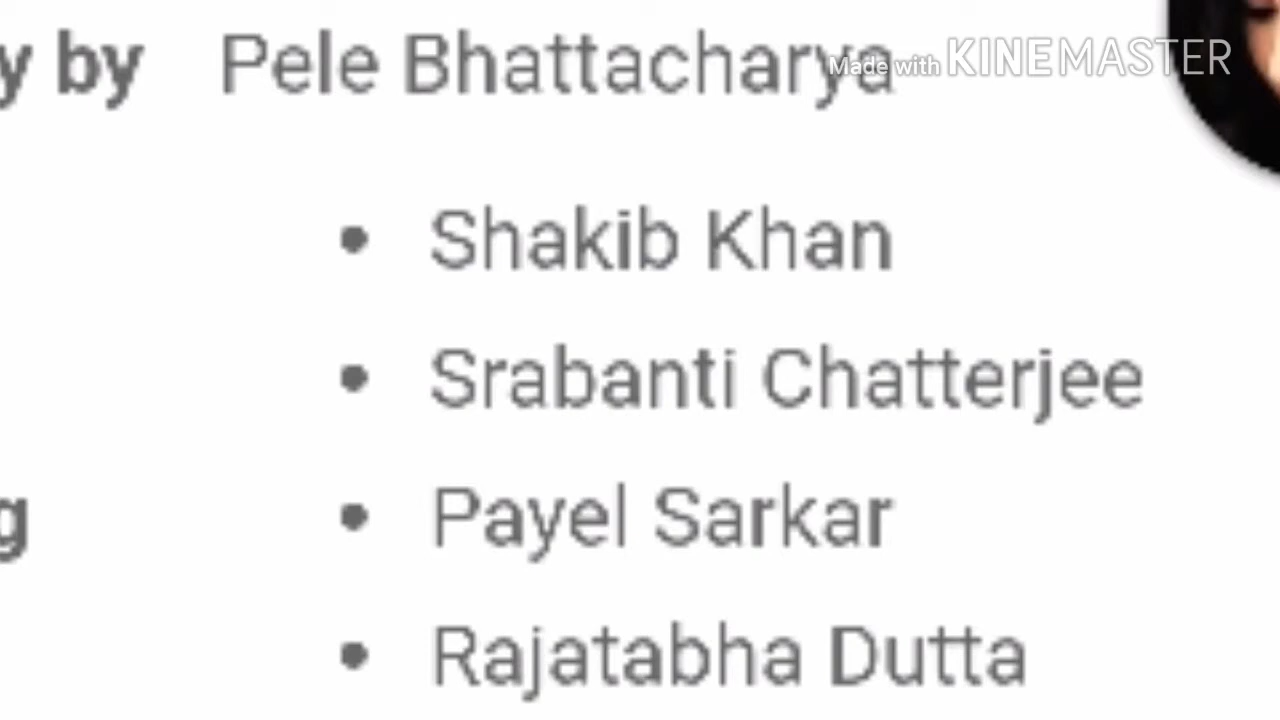 y by Pele Bhattacharya
Made with KINEMASTER
• Shakib Khan
• Srabanti Chatterjee
g • Payel Sarkar
• Rajatabha Dutta